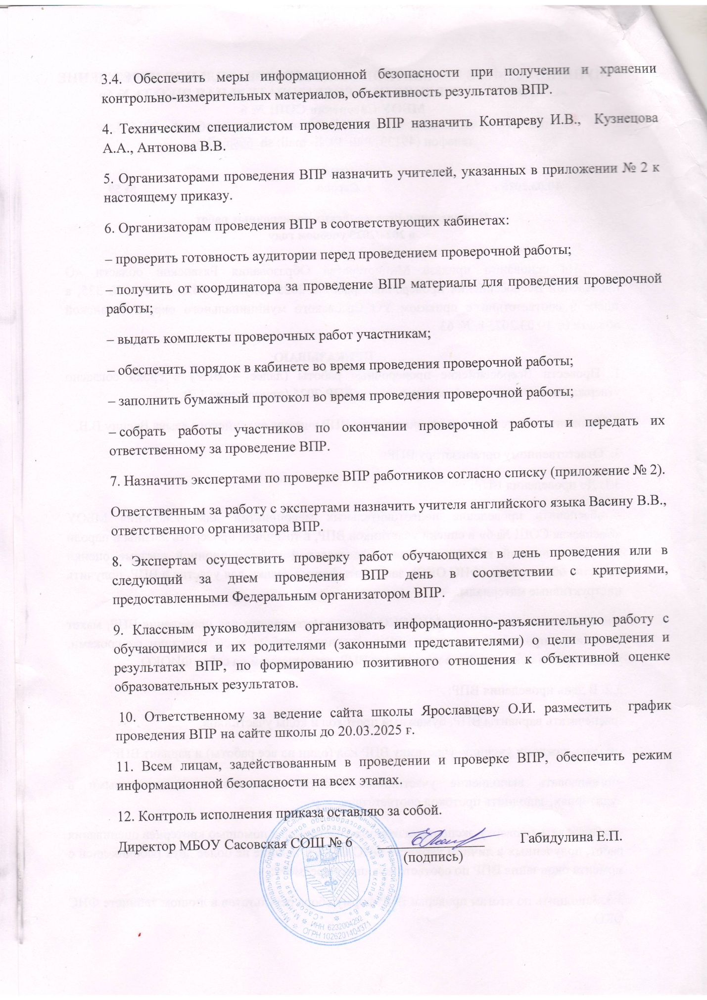 3.4. Обеспечить меры информационной безопасности при получении и хранении
контрольно-измерительных материалов, объективность результатов ВПР.
4. Техническим специалистом проведения ВПР назначить Контареву И.В., Кузнецова
А.А., Антонова В.В.
5. Организаторами проведения ВПР назначить учителей, указанных в приложении № 2 к
настоящему приказу.
6. Организаторам проведения ВПР в соответствующих кабинетах:
– проверить готовность аудитории перед проведением проверочной работы;
– получить от координатора за проведение ВПР материалы для проведения проверочной
работы;
– выдать комплекты проверочных работ участникам;
– обеспечить порядок в кабинете во время проведения проверочной работы;
– заполнить бумажный протокол во время проведения проверочной работы;
– собрать работы участников по окончании проверочной работы и передать их
ответственному за проведение ВПР.
7. Назначить экспертами по проверке ВПР работников согласно списку (приложение № 2).
Ответственным за работу с экспертами назначить учителя английского языка Васину В.В.,
ответственного организатора ВПР.
8. Экспертам осуществить проверку работ обучающихся в день проведения или в
следующий за днем проведения ВПР день в соответствии с критериями,
предоставленными Федеральным организатором ВПР.
9. Классным руководителям организовать информационно-разъяснительную работу с
обучающимися и их родителями (законными представителями) о цели проведения и
результатах ВПР, по формированию позитивного отношения к объективной оценке
образовательных результатов.
10. Ответственному за ведение сайта школы Ярославцеву О.И. разместить график
проведения ВПР на сайте школы до 20.03.2025 г.
11. Всем лицам, задействованным в проведении и проверке ВПР, обеспечить режим
информационной безопасности на всех этапах.
12. Контроль исполнения приказа оставляю за собой.
Директор МБОУ Сасовская СОШ № 6 Габидулина Е.П.
(подпись)
Муниципальное образование Сасовский муниципальный округ Рязанской области
Муниципальное бюджетное общеобразовательное учреждение
«Сасовская средняя общеобразовательная школа № 6»
ИНН 6232004292
ОГРН 1026201404371